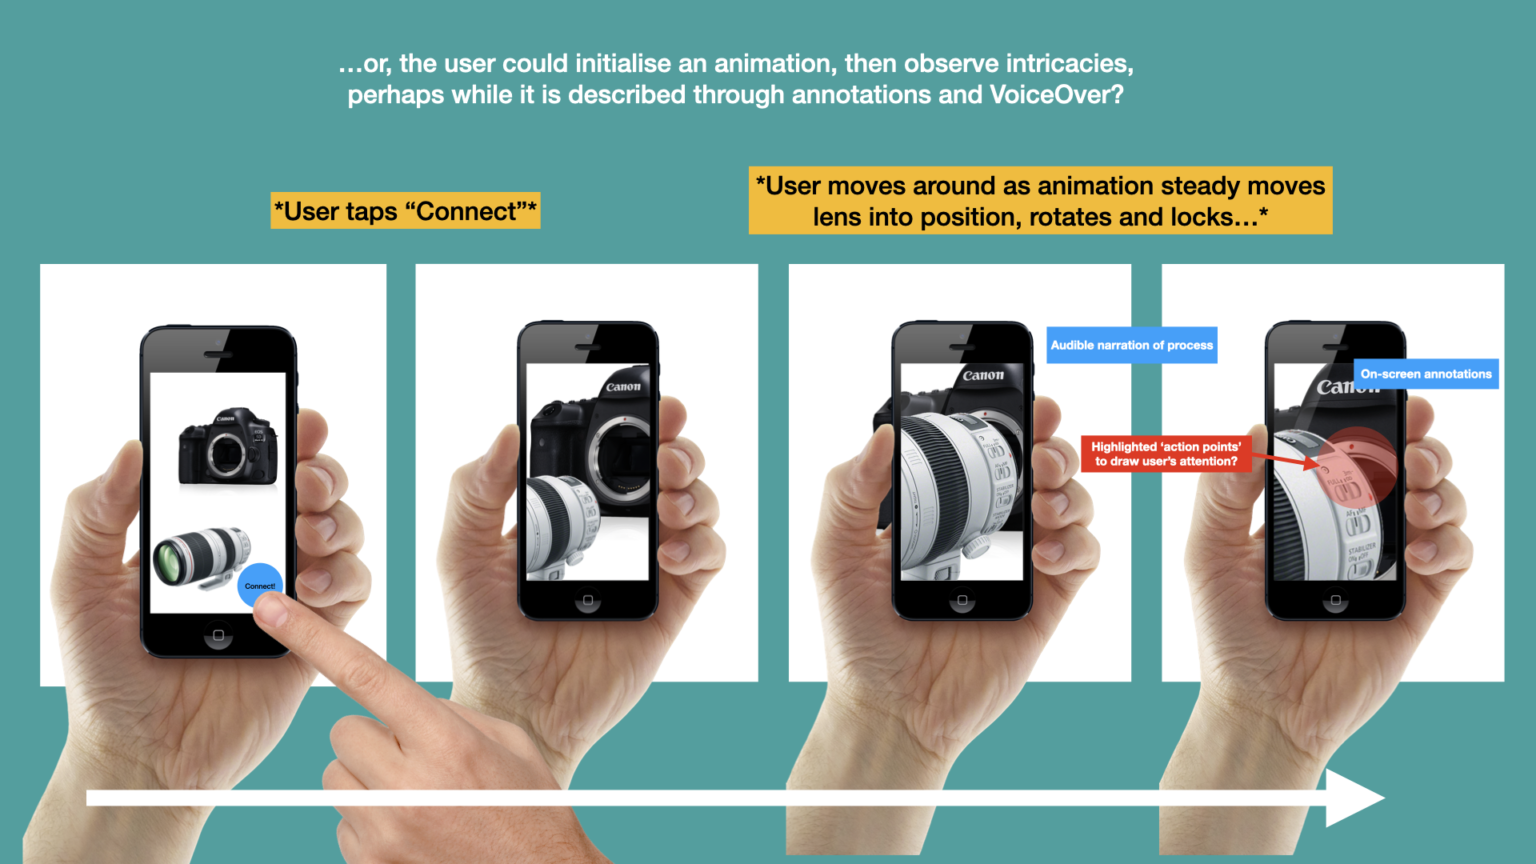 ...or, the user could initialise an animation, then observe intricacies,
perhaps while it is described through annotations and VoiceOver?
*User taps “Connect”*
*User moves around as animation steady moves
lens into position, rotates and locks...*
Canon
Connect!
Canon
Canon
Audible narration of process
On-screen annotations
Highlighted ‘action points’
to draw user’s attention?
STABILIZER